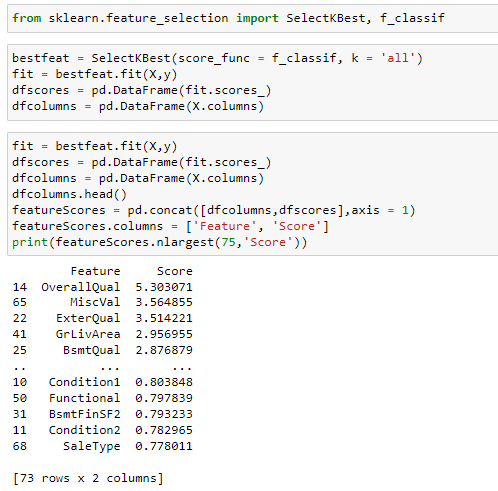 from sklearn.feature_selection import SelectKBest, f_classif
bestfeat = SelectKBest(score_func = f_classif, k = 'all')
fit = bestfeat.fit(X,y)
dfscores = pd.DataFrame(fit.scores_)
dfcolumns = pd.DataFrame(X.columns)
fit = bestfeat.fit(X,y)
dfscores = pd.DataFrame(fit.scores_)
dfcolumns = pd.DataFrame(X.columns)
dfcolumns.head()
featureScores = pd.concat([dfcolumns,dfscores],axis = 1)
featureScores.columns = ['Feature', 'Score']
print(featureScores.nlargest(75,'Score'))
Feature Score
14 OverallQual 5.303071
65 MiscVal 3.564855
22 ExterQual 3.514221
41 GrLivArea 2.956955
25 BsmtQual 2.876879
.. ... ...
10 Condition1 0.803848
50 Functional 0.797839
31 BsmtFinSF2 0.793233
11 Condition2 0.782965
68 SaleType 0.778011
[73 rows x 2 columns]